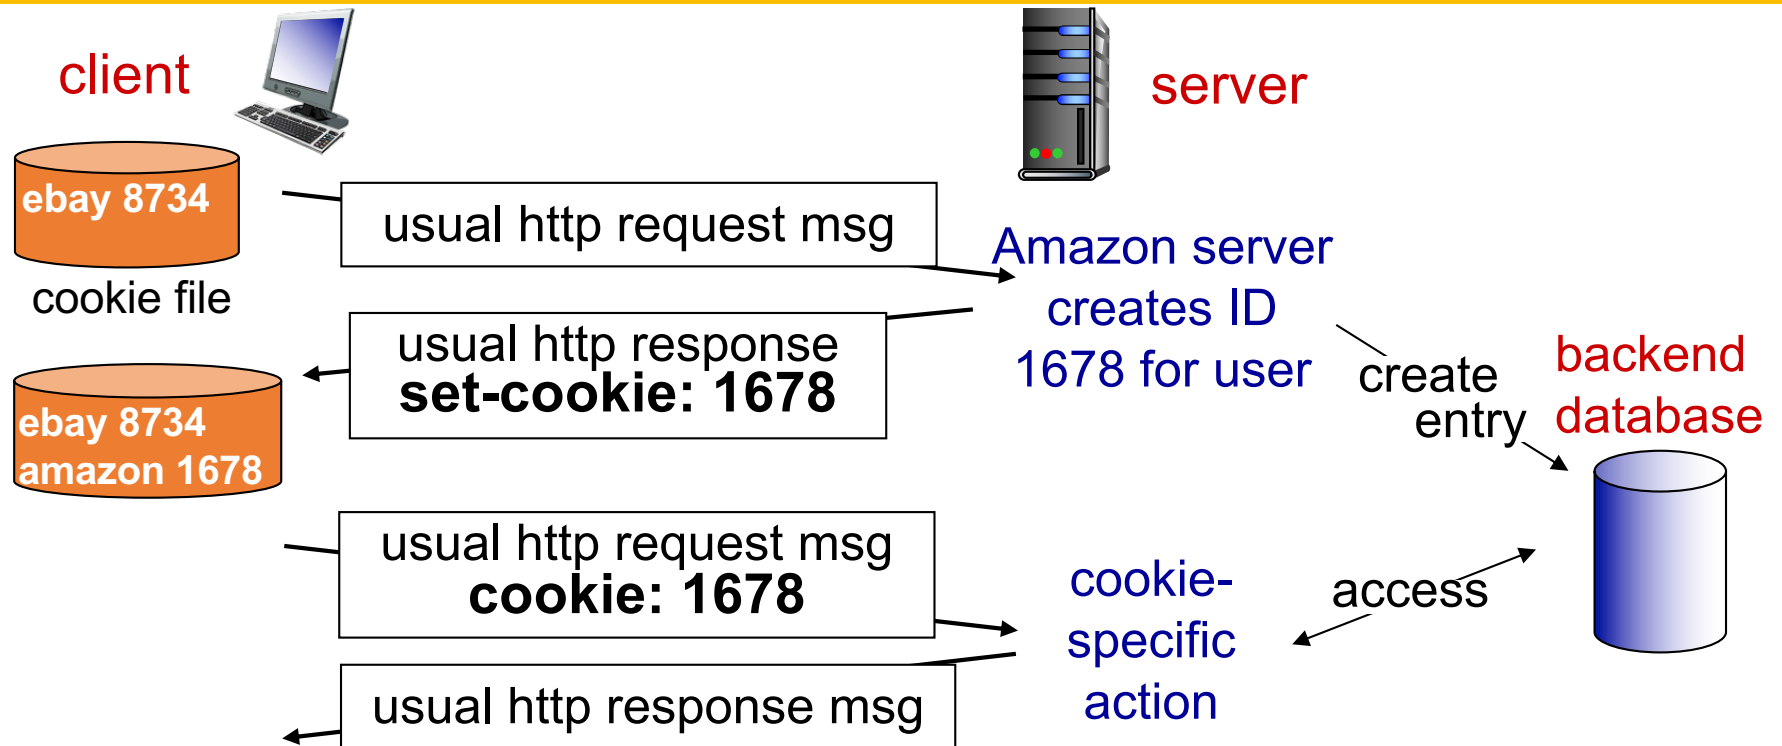 client
server
ebay 8734
usual http request msg
cookie file
Amazon server
creates ID
1678 for user
usual http response
set-cookie: 1678
create
entry
backend
database
ebay 8734
amazon 1678
usual http request msg
cookie: 1678
cookie-
specific
action
access
usual http response msg